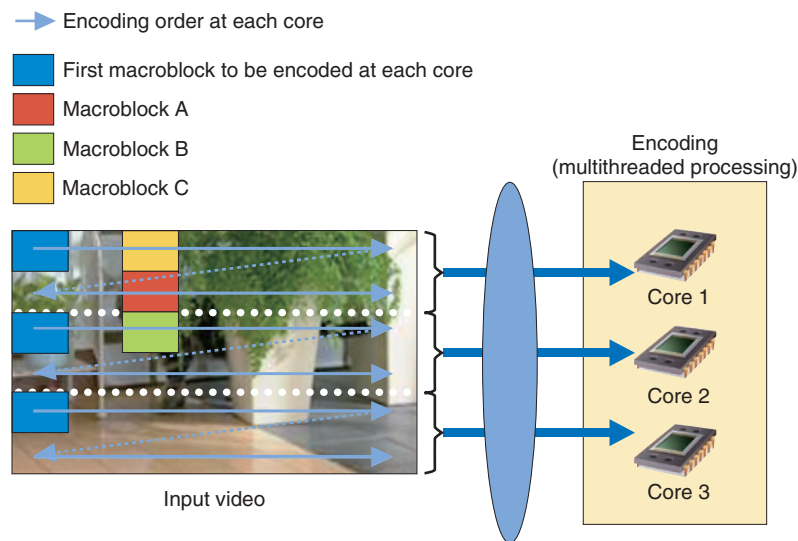 Encoding order at each core
First macroblock to be encoded at each core
Macroblock A
Macroblock B
Macroblock C
Encoding
(multithreaded processing)
Core 1
Core 2
Core 3
Input video